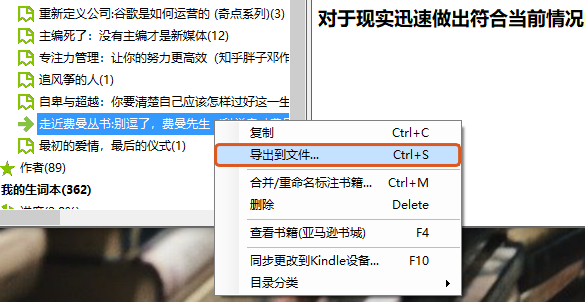 重新定义公司:谷歌是如何运营的 (奇点系列)(3)
主编死了：没有主编才是新媒体(12)
专注力管理：让你的努力更高效 (知乎胖子邓作
追风筝的人(1)
自卑与超越：你要清楚自己应该怎样过好这一生
走近费曼丛书:别逗了，费曼先生
最初的爱情，最后的仪式(1)
作者(89)
我的生词本(362)
对于现实迅速做出符合当前情况
复制 Ctrl+C
导出到文件... Ctrl+S
合并/重命名标注书籍... Ctrl+M
删除 Delete
查看书籍(亚马逊书城) F4
同步更改到Kindle设备... F10
目录分类